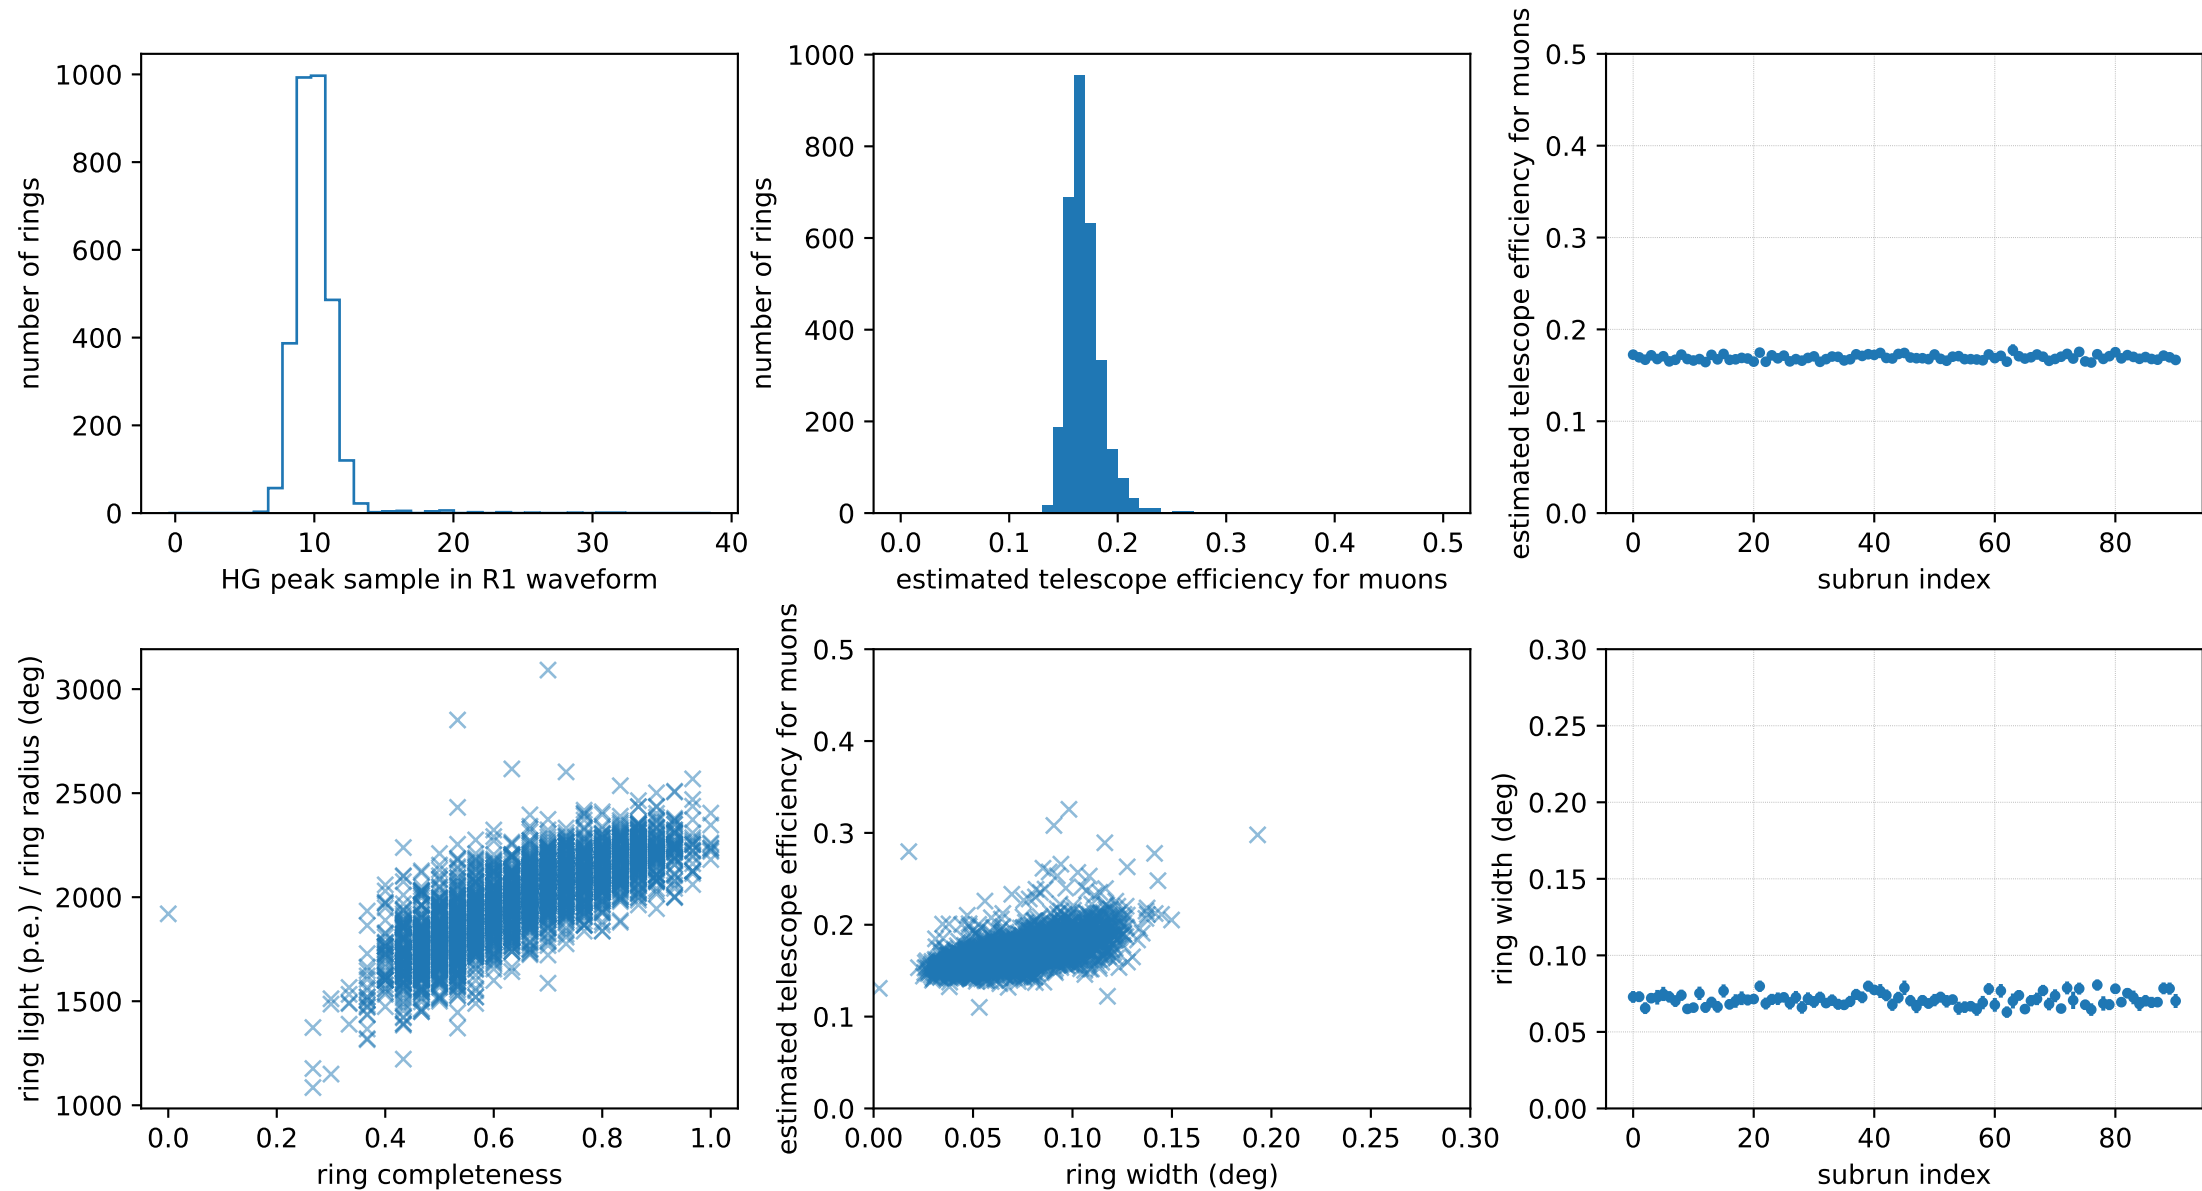 number of rings
1000
800
600
400
200
0
0 10 20 30 40
HG peak sample in R1 waveform
number of rings
1000
800
600
400
200
0
0.0 0.1 0.2 0.3 0.4 0.5
estimated telescope efficiency for muons
estimated telescope efficiency for muons
0.5
0.4
0.3
0.2
0.1
0.0
0 20 40 60 80
subrun index
ring light (p.e.) / ring radius (deg)
3000
2500
2000
1500
1000
0.0 0.2 0.4 0.6 0.8 1.0
ring completeness
estimated telescope efficiency for muons
0.5
0.4
0.3
0.2
0.1
0.0
0.00 0.05 0.10 0.15 0.20 0.25 0.30
ring width (deg)
ring width (deg)
0.30
0.25
0.20
0.15
0.10
0.05
0.00
0 20 40 60 80
subrun index